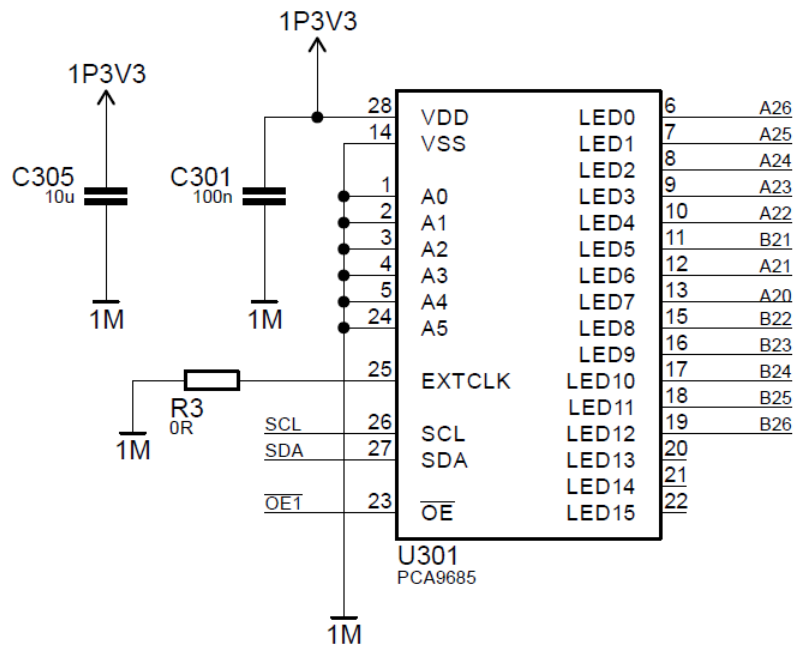 1P3V3
1P3V3
28 VDD LED0 6 A26
14 VSS LED1 7 A25
LED2 8 A24
C305 10u
C301 100n
1 A0 LED3 9 A23
2 A1 LED4 10 A22
3 A2 LED5 11 B21
4 A3 LED6 12 A21
5 A4 LED7 13 A20
24 A5 LED8 15 B22
1M
1M
LED9 16 B23
25 EXTCLK LED10 17 B24
R3
0R
1M
LED11 18 B25
SCL 26 SCL LED12 19 B26
SDA 27 SDA LED13 20
LED14 21
OE1 23 OE LED15 22
U301
PCA9685
1M